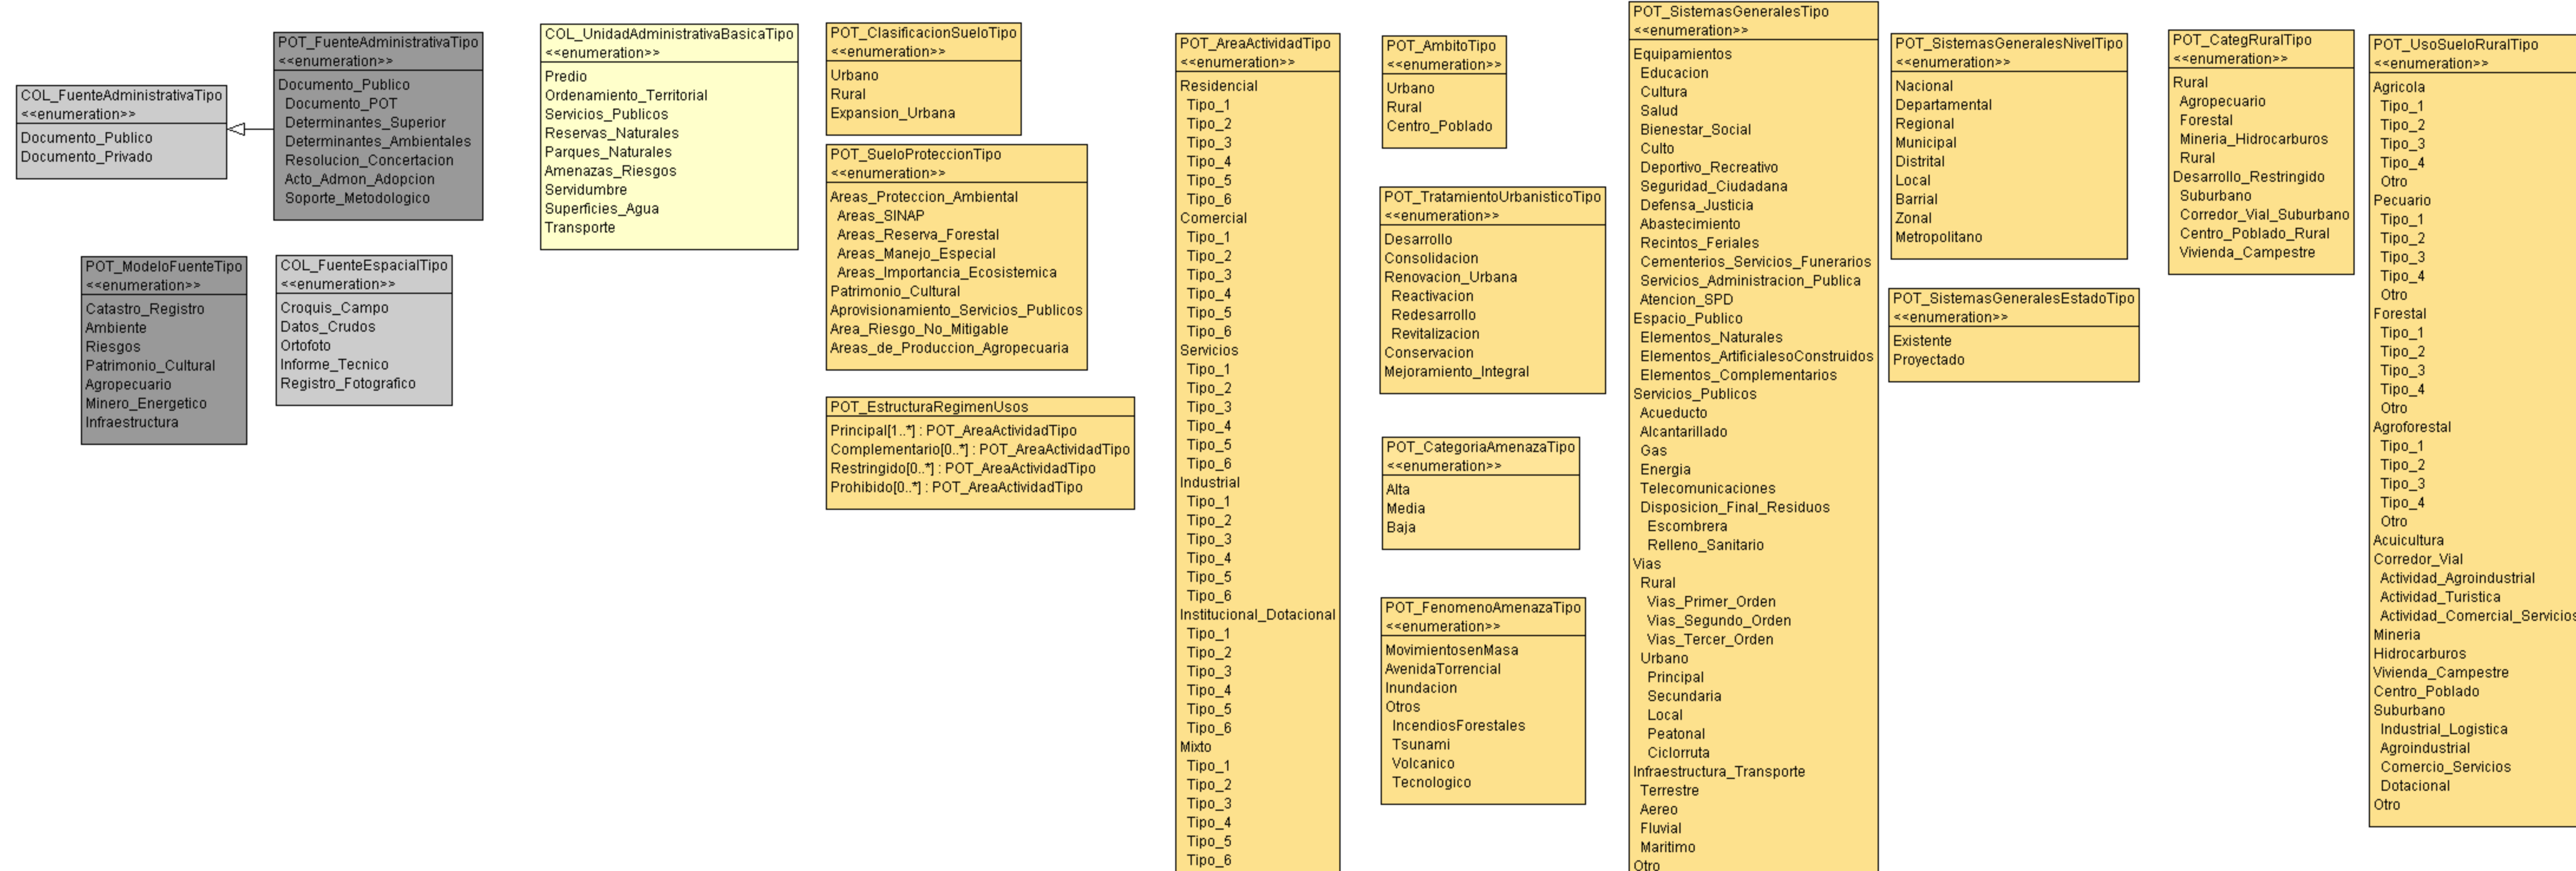 COL_FuenteAdministrativaTipo
<<enumeration>>
Documento_Publico
Documento_Privado
POT_FuenteAdministrativaTipo
<<enumeration>>
Documento_Publico
Documento_POT
Determinantes_Superior
Determinantes_Ambientales
Resolucion_Concertacion
Acto_Admon_Adopcion
Soporte_Metodologico
POT_ModeloFuenteTipo
<<enumeration>>
Catastro_Registro
Ambiente
Riesgos
Patrimonio_Cultural
Agropecuario
Minero_Energetico
Infraestructura
COL_FuenteEspacialTipo
<<enumeration>>
Croquis_Campo
Datos_Crudos
Ortofoto
Informe_Tecnico
Registro_Fotografico
COL_UnidadAdministrativaBasicaTipo
<<enumeration>>
Predio
Ordenamiento_Territorial
Servicios_Publicos
Reservas_Naturales
Parques_Naturales
Amenazas_Riesgos
Servidumbre
Superficies_Agua
Transporte
POT_ClasificacionSueloTipo
<<enumeration>>
Urbano
Rural
Expansion_Urbana
POT_SueloProteccionTipo
<<enumeration>>
Areas_Proteccion_Ambiental
Areas_SINAP
Areas_Reserva_Forestal
Areas_Manejo_Especial
Areas_Importancia_Ecosistemica
Patrimonio_Cultural
Aprovisionamiento_Servicios_Publicos
Area_Riesgo_No_Mitigable
Areas_de_Produccion_Agropecuaria
POT_EstructuraRegimenUsos
Principal[1..*] : POT_AreaActividadTipo
Complementario[0..*] : POT_AreaActividadTipo
Restringido[0..*] : POT_AreaActividadTipo
Prohibido[0..*] : POT_AreaActividadTipo
POT_AreaActividadTipo
<<enumeration>>
Residencial
Tipo_1
Tipo_2
Tipo_3
Tipo_4
Tipo_5
Tipo_6
Comercial
Tipo_1
Tipo_2
Tipo_3
Tipo_4
Tipo_5
Tipo_6
Servicios
Tipo_1
Tipo_2
Tipo_3
Tipo_4
Tipo_5
Tipo_6
Industrial
Tipo_1
Tipo_2
Tipo_3
Tipo_4
Tipo_5
Tipo_6
Institucional_Dotacional
Tipo_1
Tipo_2
Tipo_3
Tipo_4
Tipo_5
Tipo_6
Mixto
Tipo_1
Tipo_2
Tipo_3
Tipo_4
Tipo_5
Tipo_6
POT_AmbitoTipo
<<enumeration>>
Urbano
Rural
Centro_Poblado
POT_TratamientoUrbanisticoTipo
<<enumeration>>
Desarrollo
Consolidacion
Renovacion_Urbana
Reactivacion
Redesarrollo
Revitalizacion
Conservacion
Mejoramiento_Integral
POT_CategoriaAmenazaTipo
<<enumeration>>
Alta
Media
Baja
POT_FenomenoAmenazaTipo
<<enumeration>>
MovimientosenMasa
AvenidaTorrencial
Inundacion
Otros
IncendiosForestales
Tsunami
Volcanico
Tecnologico
POT_SistemasGeneralesTipo
<<enumeration>>
Equipamientos
Educacion
Cultura
Salud
Bienestar_Social
Culto
Deportivo_Recreativo
Seguridad_Ciudadana
Defensa_Justicia
Abastecimiento
Recintos_Feriales
Cementerios_Servicios_Funerarios
Servicios_Administracion_Publica
Atencion_SPD
Espacio_Publico
Elementos_Naturales
Elementos_ArtificialesoConstruidos
Elementos_Complementarios
Servicios_Publicos
Acueducto
Alcantarillado
Gas
Energia
Telecomunicaciones
Disposicion_Final_Residuos
Escombrera
Relleno_Sanitario
Vias
Rural
Vias_Primer_Orden
Vias_Segundo_Orden
Vias_Tercer_Orden
Urbano
Principal
Secundaria
Local
Peatonal
Ciclorruta
Infraestructura_Transporte
Terrestre
Aereo
Fluvial
Maritimo
Otro
POT_SistemasGeneralesNivelTipo
<<enumeration>>
Nacional
Departamental
Regional
Municipal
Distrital
Local
Barrial
Zonal
Metropolitano
POT_SistemasGeneralesEstadoTipo
<<enumeration>>
Existente
Proyectado
POT_CategRuralTipo
<<enumeration>>
Rural
Agropecuario
Forestal
Mineria_Hidrocarburos
Rural
Desarrollo_Restringido
Suburbano
Corredor_Vial_Suburbano
Centro_Poblado_Rural
Vivienda_Campestre
POT_UsoSueloRuralTipo
<<enumeration>>
Agricola
Tipo_1
Tipo_2
Tipo_3
Tipo_4
Otro
Pecuario
Tipo_1
Tipo_2
Tipo_3
Tipo_4
Otro
Forestal
Tipo_1
Tipo_2
Tipo_3
Tipo_4
Otro
Agroforestal
Tipo_1
Tipo_2
Tipo_3
Tipo_4
Otro
Acuicultura
Corredor_Vial
Actividad_Agroindustrial
Actividad_Turistica
Actividad_Comercial_Servicios
Mineria
Hidrocarburos
Vivienda_Campestre
Centro_Poblado
Suburbano
Industrial_Logistica
Agroindustrial
Comercio_Servicios
Dotacional
Otro